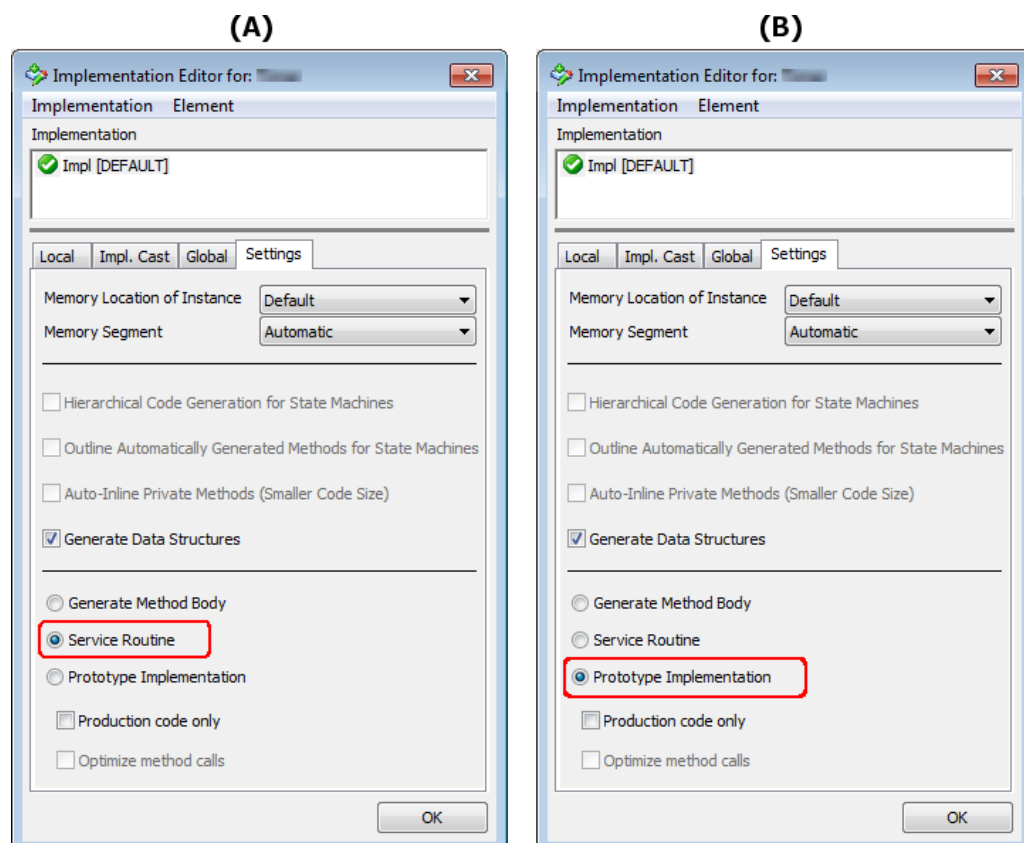 (A)
Implementation Editor for:
Implementation Element
Implementation
Impl [DEFAULT]
Local Impl. Cast Global Settings
Memory Location of Instance Default
Memory Segment Automatic
Hierarchical Code Generation for State Machines
Outline Automatically Generated Methods for State Machines
Auto-Inline Private Methods (Smaller Code Size)
Generate Data Structures
Generate Method Body
Service Routine
Prototype Implementation
Production code only
Optimize method calls
OK
(B)
Implementation Editor for:
Implementation Element
Implementation
Impl [DEFAULT]
Local Impl. Cast Global Settings
Memory Location of Instance Default
Memory Segment Automatic
Hierarchical Code Generation for State Machines
Outline Automatically Generated Methods for State Machines
Auto-Inline Private Methods (Smaller Code Size)
Generate Data Structures
Generate Method Body
Service Routine
Prototype Implementation
Production code only
Optimize method calls
OK